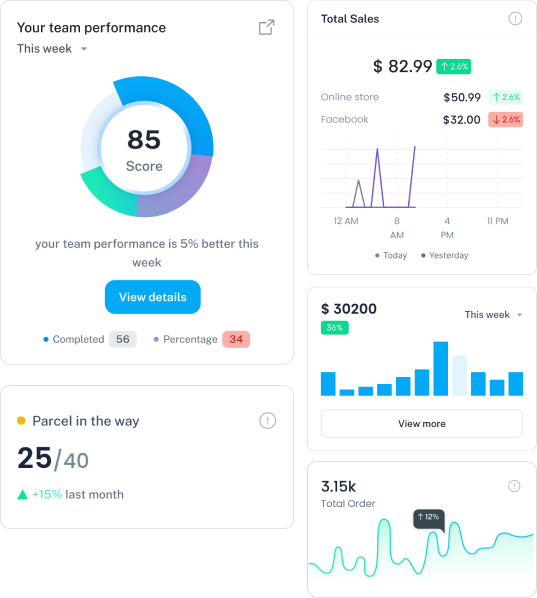 Your team performance
This week
85
Score
your team performance is 5% better this
week
View details
Completed 56 Percentage 34
Parcel in the way
25/40
+15% last month
Total Sales
$ 82.99 ↑ 2.6%
Online store $50.99 ↑ 2.6%
Facebook $32.00 ↓ 2.6%
12 AM 8 AM 4 PM 11 PM
Today Yesterday
$ 30200
36%
This week
View more
3.15k
Total Order
↑ 12%